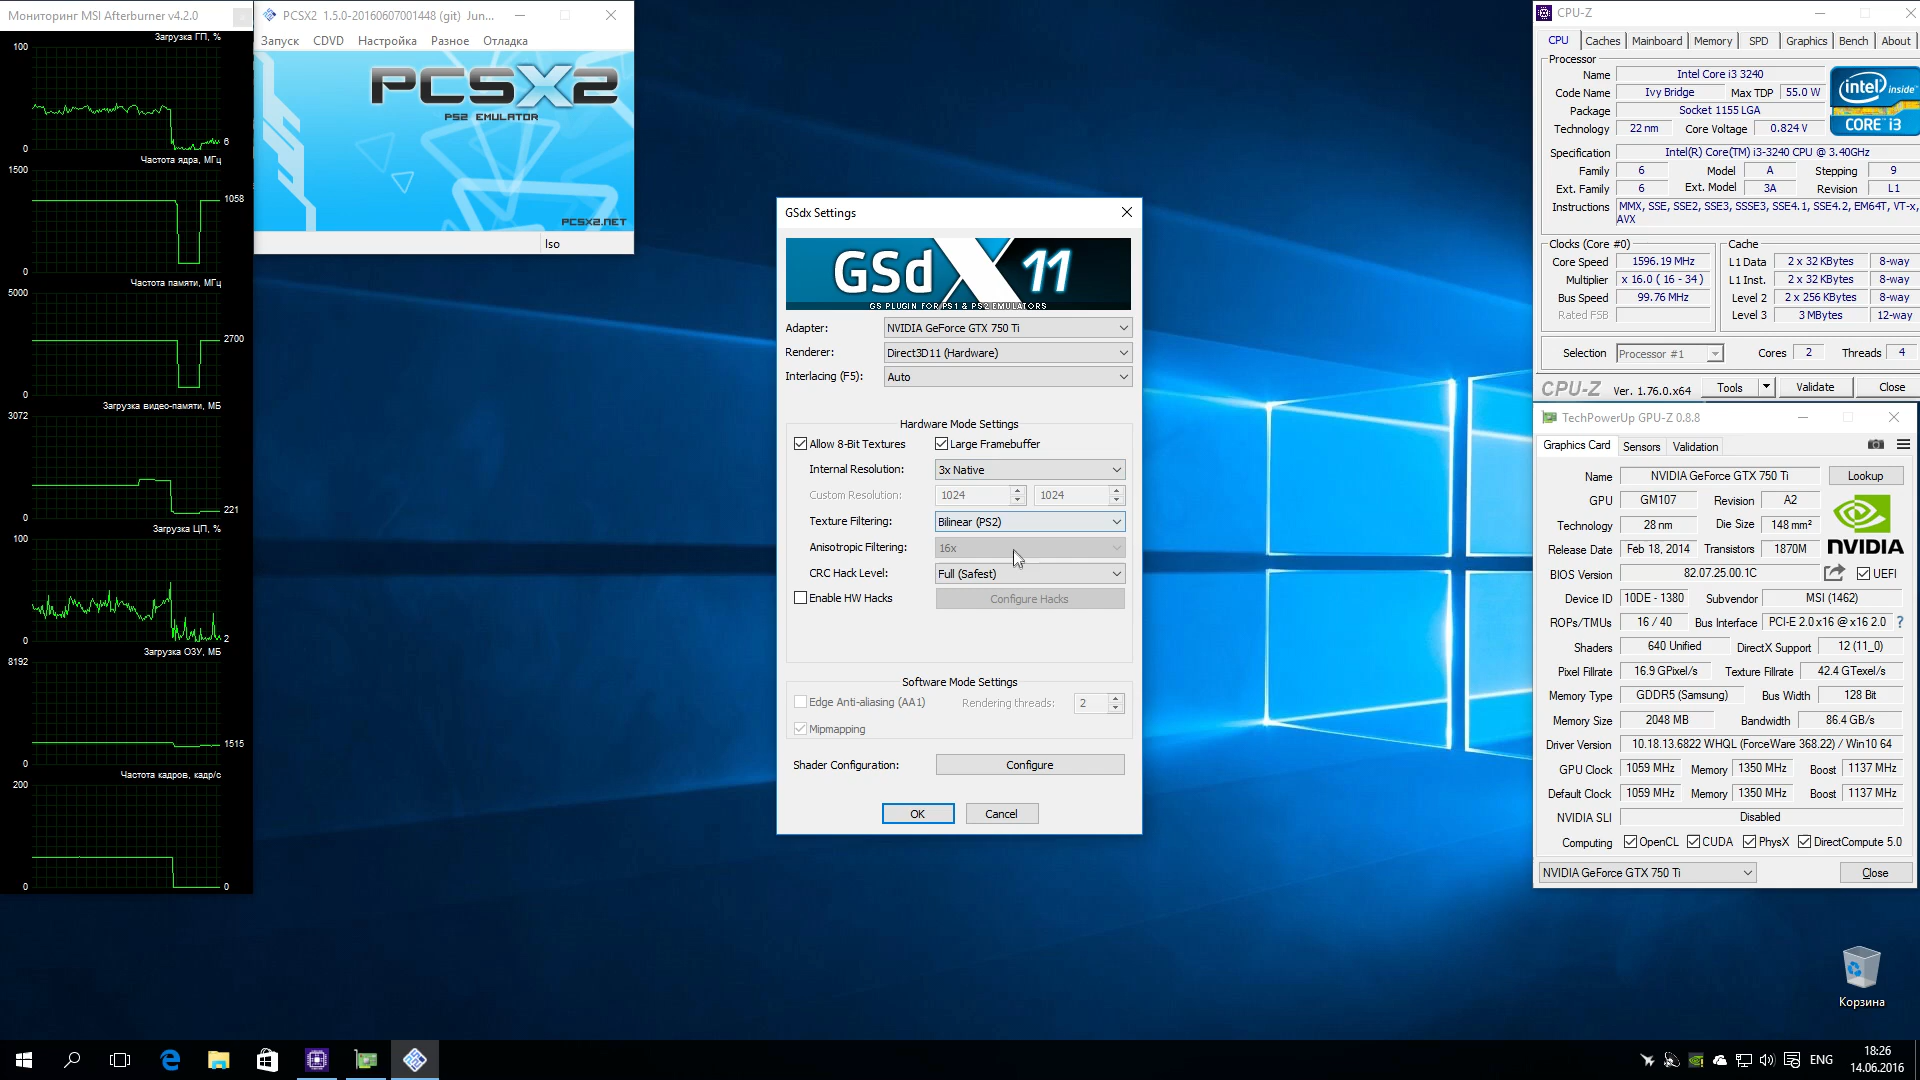 Мониторинг MSI Afterburner v4.2.0
Загрузка ГП, %
100
0
6
Частота ядра, МГц
1500
1058
0
Частота памяти, МГц
5000
2700
0
Загрузка видео-памяти, МБ
3072
221
0
Загрузка ЦП, %
100
2
0
Загрузка ОЗУ, МБ
8192
1515
0
Частота кадров, кадр/с
200
0
0
PCSX2 1.5.0-20160607001448 (git) Jun...
Запуск CDVD Настройка Разное Отладка
PCSX2
PS2 EMULATOR
PCSX2.NET
Iso
GSdx Settings
GSdX 11
GS PLUGIN FOR PS1 & PS2 EMULATORS
Adapter: NVIDIA GeForce GTX 750 Ti
Renderer: Direct3D11 (Hardware)
Interlacing (F5): Auto
Hardware Mode Settings
Allow 8-Bit Textures Large Framebuffer
Internal Resolution: 3x Native
Custom Resolution: 1024 1024
Texture Filtering: Bilinear (PS2)
Anisotropic Filtering: 16x
CRC Hack Level: Full (Safest)
Enable HW Hacks Configure Hacks
Software Mode Settings
Edge Anti-aliasing (AA1) Rendering threads: 2
Mipmapping
Shader Configuration: Configure
OK Cancel
CPU-Z
CPU Caches Mainboard Memory SPD Graphics Bench About
Processor
Name Intel Core i3 3240
Code Name Ivy Bridge Max TDP 55.0 W
Package Socket 1155 LGA
Technology 22 nm Core Voltage 0.824 V
intel inside
CORE i3
Specification Intel(R) Core(TM) i3-3240 CPU @ 3.40GHz
Family 6 Model A Stepping 9
Ext. Family 6 Ext. Model 3A Revision L1
Instructions MMX, SSE, SSE2, SSE3, SSSE3, SSE4.1, SSE4.2, EM64T, VT-x,
AVX
Clocks (Core #0)
Core Speed 1596.19 MHz
Multiplier x 16.0 ( 16 - 34 )
Bus Speed 99.76 MHz
Rated FSB
Cache
L1 Data 2 x 32 KBytes 8-way
L1 Inst. 2 x 32 KBytes 8-way
Level 2 2 x 256 KBytes 8-way
Level 3 3 MBytes 12-way
Selection Processor #1 Cores 2 Threads 4
CPU-Z Ver. 1.76.0.x64 Tools Validate Close
TechPowerUp GPU-Z 0.8.8
Graphics Card Sensors Validation
Name NVIDIA GeForce GTX 750 Ti Lookup
GPU GM107 Revision A2
Technology 28 nm Die Size 148 mm²
Release Date Feb 18, 2014 Transistors 1870M
NVIDIA
BIOS Version 82.07.25.00.1C UEFI
Device ID 10DE - 1380 Subvendor MSI (1462)
ROPs/TMUs 16 / 40 Bus Interface PCI-E 2.0 x16 @ x16 2.0 ?
Shaders 640 Unified DirectX Support 12 (11_0)
Pixel Fillrate 16.9 GPixel/s Texture Fillrate 42.4 GTexel/s
Memory Type GDDR5 (Samsung) Bus Width 128 Bit
Memory Size 2048 MB Bandwidth 86.4 GB/s
Driver Version 10.18.13.6822 WHQL (ForceWare 368.22) / Win10 64
GPU Clock 1059 MHz Memory 1350 MHz Boost 1137 MHz
Default Clock 1059 MHz Memory 1350 MHz Boost 1137 MHz
NVIDIA SLI Disabled
Computing OpenCL CUDA PhysX DirectCompute 5.0
NVIDIA GeForce GTX 750 Ti Close
Корзина
ENG
18:26
14.06.2016